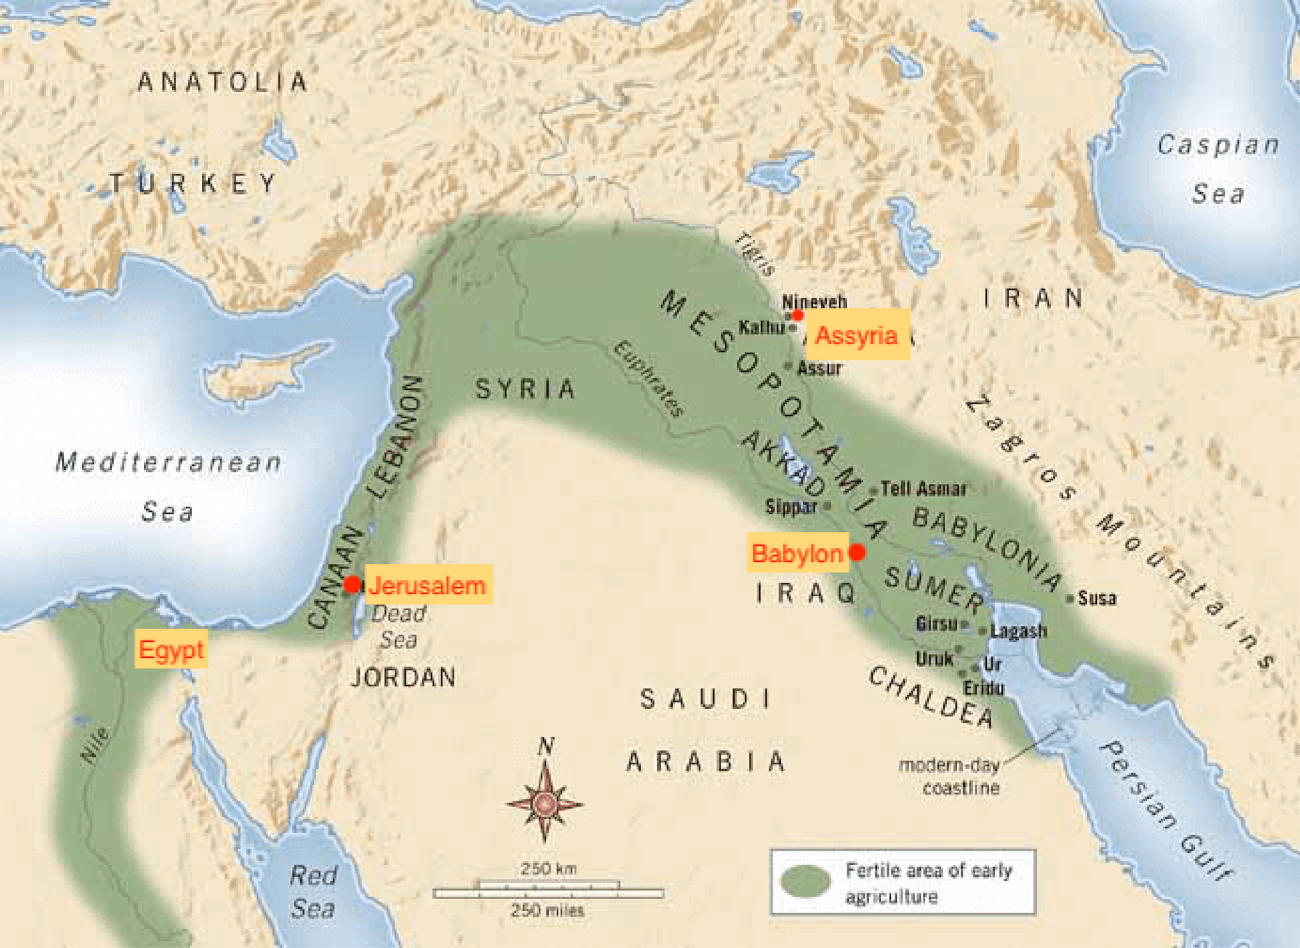 ANATOLIA
TURKEY
Caspian
Sea
Tigris
IRAN
MESOPOTAMIA
Nineveh
Kalhu
Assyria
Assur
Euphrates
SYRIA
LEBANON
Zagros Mountains
Mediterranean
Sea
AKKAD
Tell Asmar
Sippar
BABYLONIA
Babylon
CANAAN
Jerusalem
IRAQ
SUMER
Susa
Dead
Sea
Girsu
Lagash
Egypt
Uruk
Ur
JORDAN
Eridu
CHALDEA
SAUDI
ARABIA
Nile
N
modern-day
coastline
Persian Gulf
250 km
250 miles
Red
Sea
Fertile area of early
agriculture